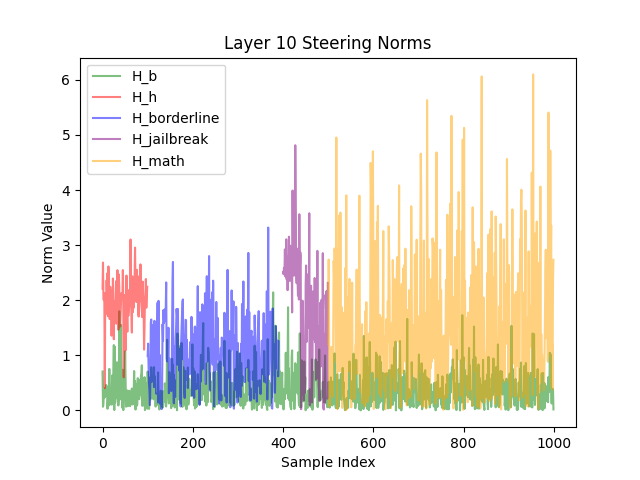 Layer 10 Steering Norms
H_b
H_h
H_borderline
H_jailbreak
H_math
Norm Value
6
5
4
3
2
1
0
0 200 400 600 800 1000
Sample Index